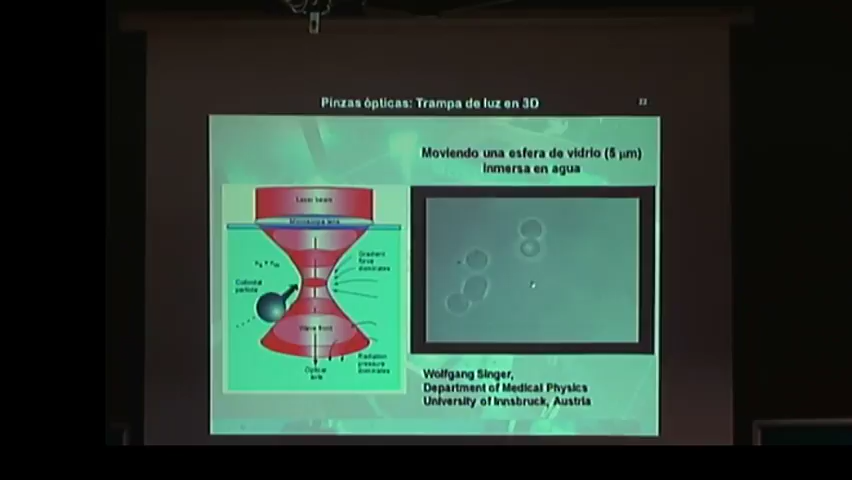 Pinzas ópticas: Trampa de luz en 3D
22
Moviendo una esfera de vidrio (5 μm)
inmersa en agua
Laser beam
Microscope lens
Gradient
force
dominates
Colloidal
particle
Wave front
Radiation
pressure
dominates
Optical
axis
Wolfgang Singer,
Department of Medical Physics
University of Innsbruck, Austria